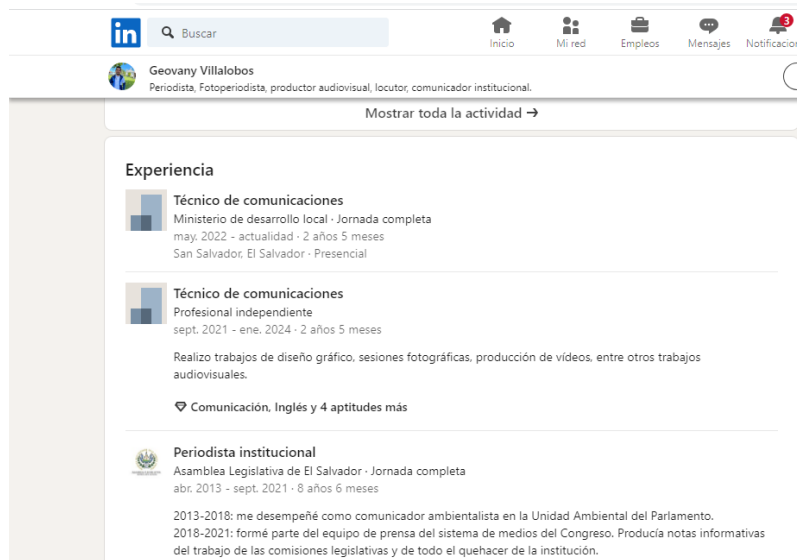 in
Buscar
Inicio
Mi red
Empleos
Mensajes
3
Notificacion
Geovany Villalobos
Periodista, Fotoperiodista, productor audiovisual, locutor, comunicador institucional.
Mostrar toda la actividad →
Experiencia
Técnico de comunicaciones
Ministerio de desarrollo local · Jornada completa
may. 2022 - actualidad · 2 años 5 meses
San Salvador, El Salvador · Presencial
Técnico de comunicaciones
Profesional independiente
sept. 2021 - ene. 2024 · 2 años 5 meses
Realizo trabajos de diseño gráfico, sesiones fotográficas, producción de vídeos, entre otros trabajos
audiovisuales.
Comunicación, Inglés y 4 aptitudes más
Periodista institucional
Asamblea Legislativa de El Salvador · Jornada completa
abr. 2013 - sept. 2021 · 8 años 6 meses
2013-2018: me desempeñé como comunicador ambientalista en la Unidad Ambiental del Parlamento.
2018-2021: formé parte del equipo de prensa del sistema de medios del Congreso. Producía notas informativas
del trabajo de las comisiones legislativas y de todo el quehacer de la institución.